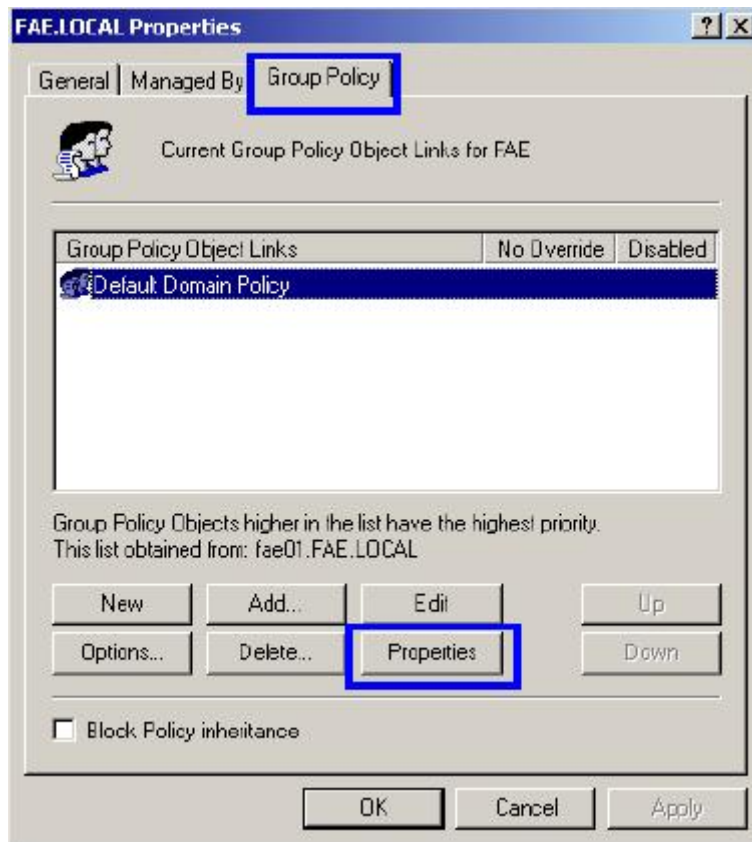 FAE.LOCAL Properties
General Managed By Group Policy
Current Group Policy Object Links for FAE
Group Policy Object Links No Override Disabled
Default Domain Policy
Group Policy Objects higher in the list have the highest priority.
This list obtained from: fae01.FAE.LOCAL
New Add... Edit Up
Options... Delete... Properties Down
Block Policy inheritance
OK Cancel Apply